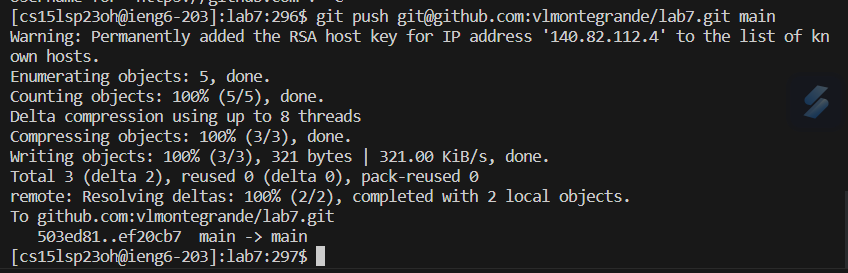 [cs15lsp23oh@ieng6-203]:lab7:296$ git push git@github.com:vlmontegrande/lab7.git main
Warning: Permanently added the RSA host key for IP address '140.82.112.4' to the list of kn
own hosts.
Enumerating objects: 5, done.
Counting objects: 100% (5/5), done.
Delta compression using up to 8 threads
Compressing objects: 100% (3/3), done.
Writing objects: 100% (3/3), 321 bytes | 321.00 KiB/s, done.
Total 3 (delta 2), reused 0 (delta 0), pack-reused 0
remote: Resolving deltas: 100% (2/2), completed with 2 local objects.
To github.com:vlmontegrande/lab7.git
   503ed81..ef20cb7  main -> main
[cs15lsp23oh@ieng6-203]:lab7:297$